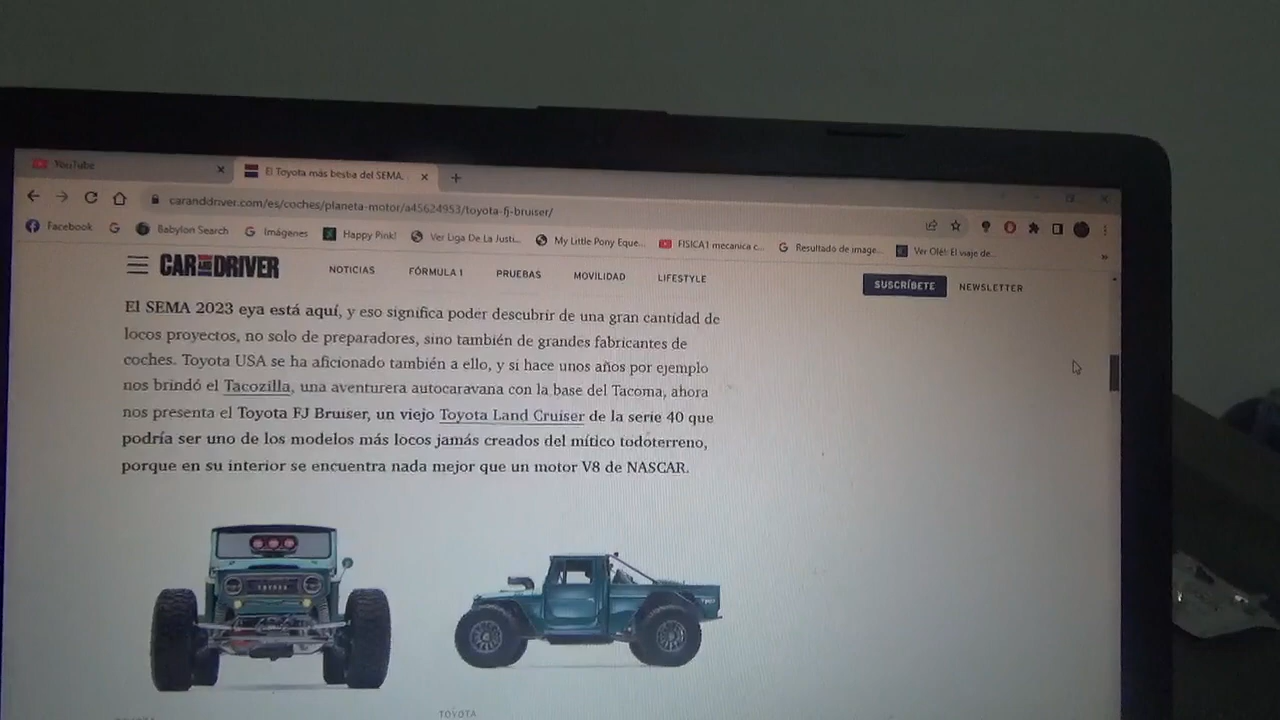 YouTube
El Toyota más bestia del SEMA.
caranddriver.com/es/coches/planeta-motor/a45624953/toyota-fj-bruiser/
Facebook
Babylon Search
Imágenes
Happy Pink!
Ver Liga De La Justi...
My Little Pony Eque...
FISICA1 mecanica c...
Resultado de image...
Ver Olé!: El viaje de...
CAR AND DRIVER
NOTICIAS
FÓRMULA 1
PRUEBAS
MOVILIDAD
LIFESTYLE
SUSCRÍBETE
NEWSLETTER
El SEMA 2023 eya está aquí, y eso significa poder descubrir de una gran cantidad de
locos proyectos, no solo de preparadores, sino también de grandes fabricantes de
coches. Toyota USA se ha aficionado también a ello, y si hace unos años por ejemplo
nos brindó el Tacozilla, una aventurera autocaravana con la base del Tacoma, ahora
nos presenta el Toyota FJ Bruiser, un viejo Toyota Land Cruiser de la serie 40 que
podría ser uno de los modelos más locos jamás creados del mítico todoterreno,
porque en su interior se encuentra nada mejor que un motor V8 de NASCAR.
TOYOTA
TOYOTA